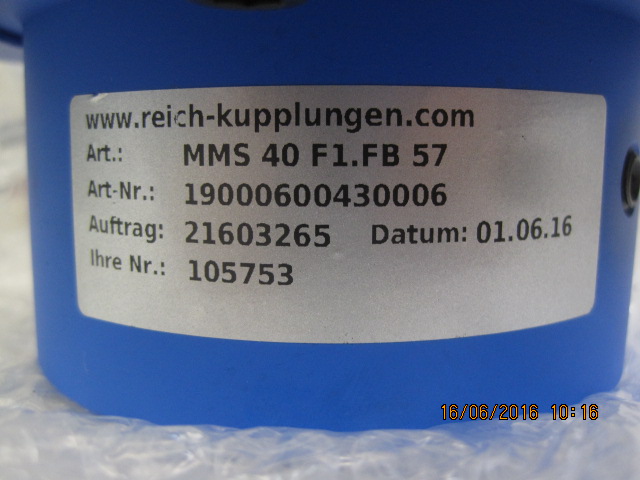 www.reich-kupplungen.com
Art.: MMS 40 F1.FB 57
Art-Nr.: 19000600430006
Auftrag: 21603265 Datum: 01.06.16
Ihre Nr.: 105753
16/06/2016 10:16